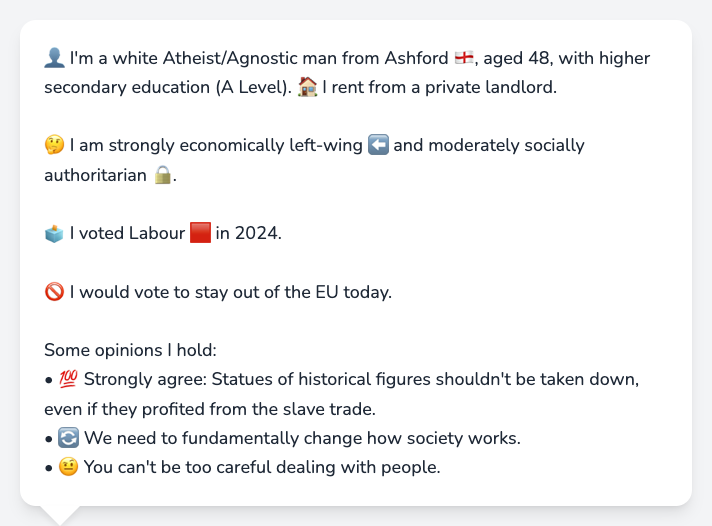 👤 I'm a white Atheist/Agnostic man from Ashford 🏴󠁧󠁢󠁥󠁮󠁧󠁿, aged 48, with higher
secondary education (A Level). 🏠 I rent from a private landlord.
🤔 I am strongly economically left-wing ⬅️ and moderately socially
authoritarian 🔒.
🗳️ I voted Labour 🟥 in 2024.
🚫 I would vote to stay out of the EU today.
Some opinions I hold:
• 💯 Strongly agree: Statues of historical figures shouldn't be taken down,
even if they profited from the slave trade.
• 🔄 We need to fundamentally change how society works.
• 🤨 You can't be too careful dealing with people.